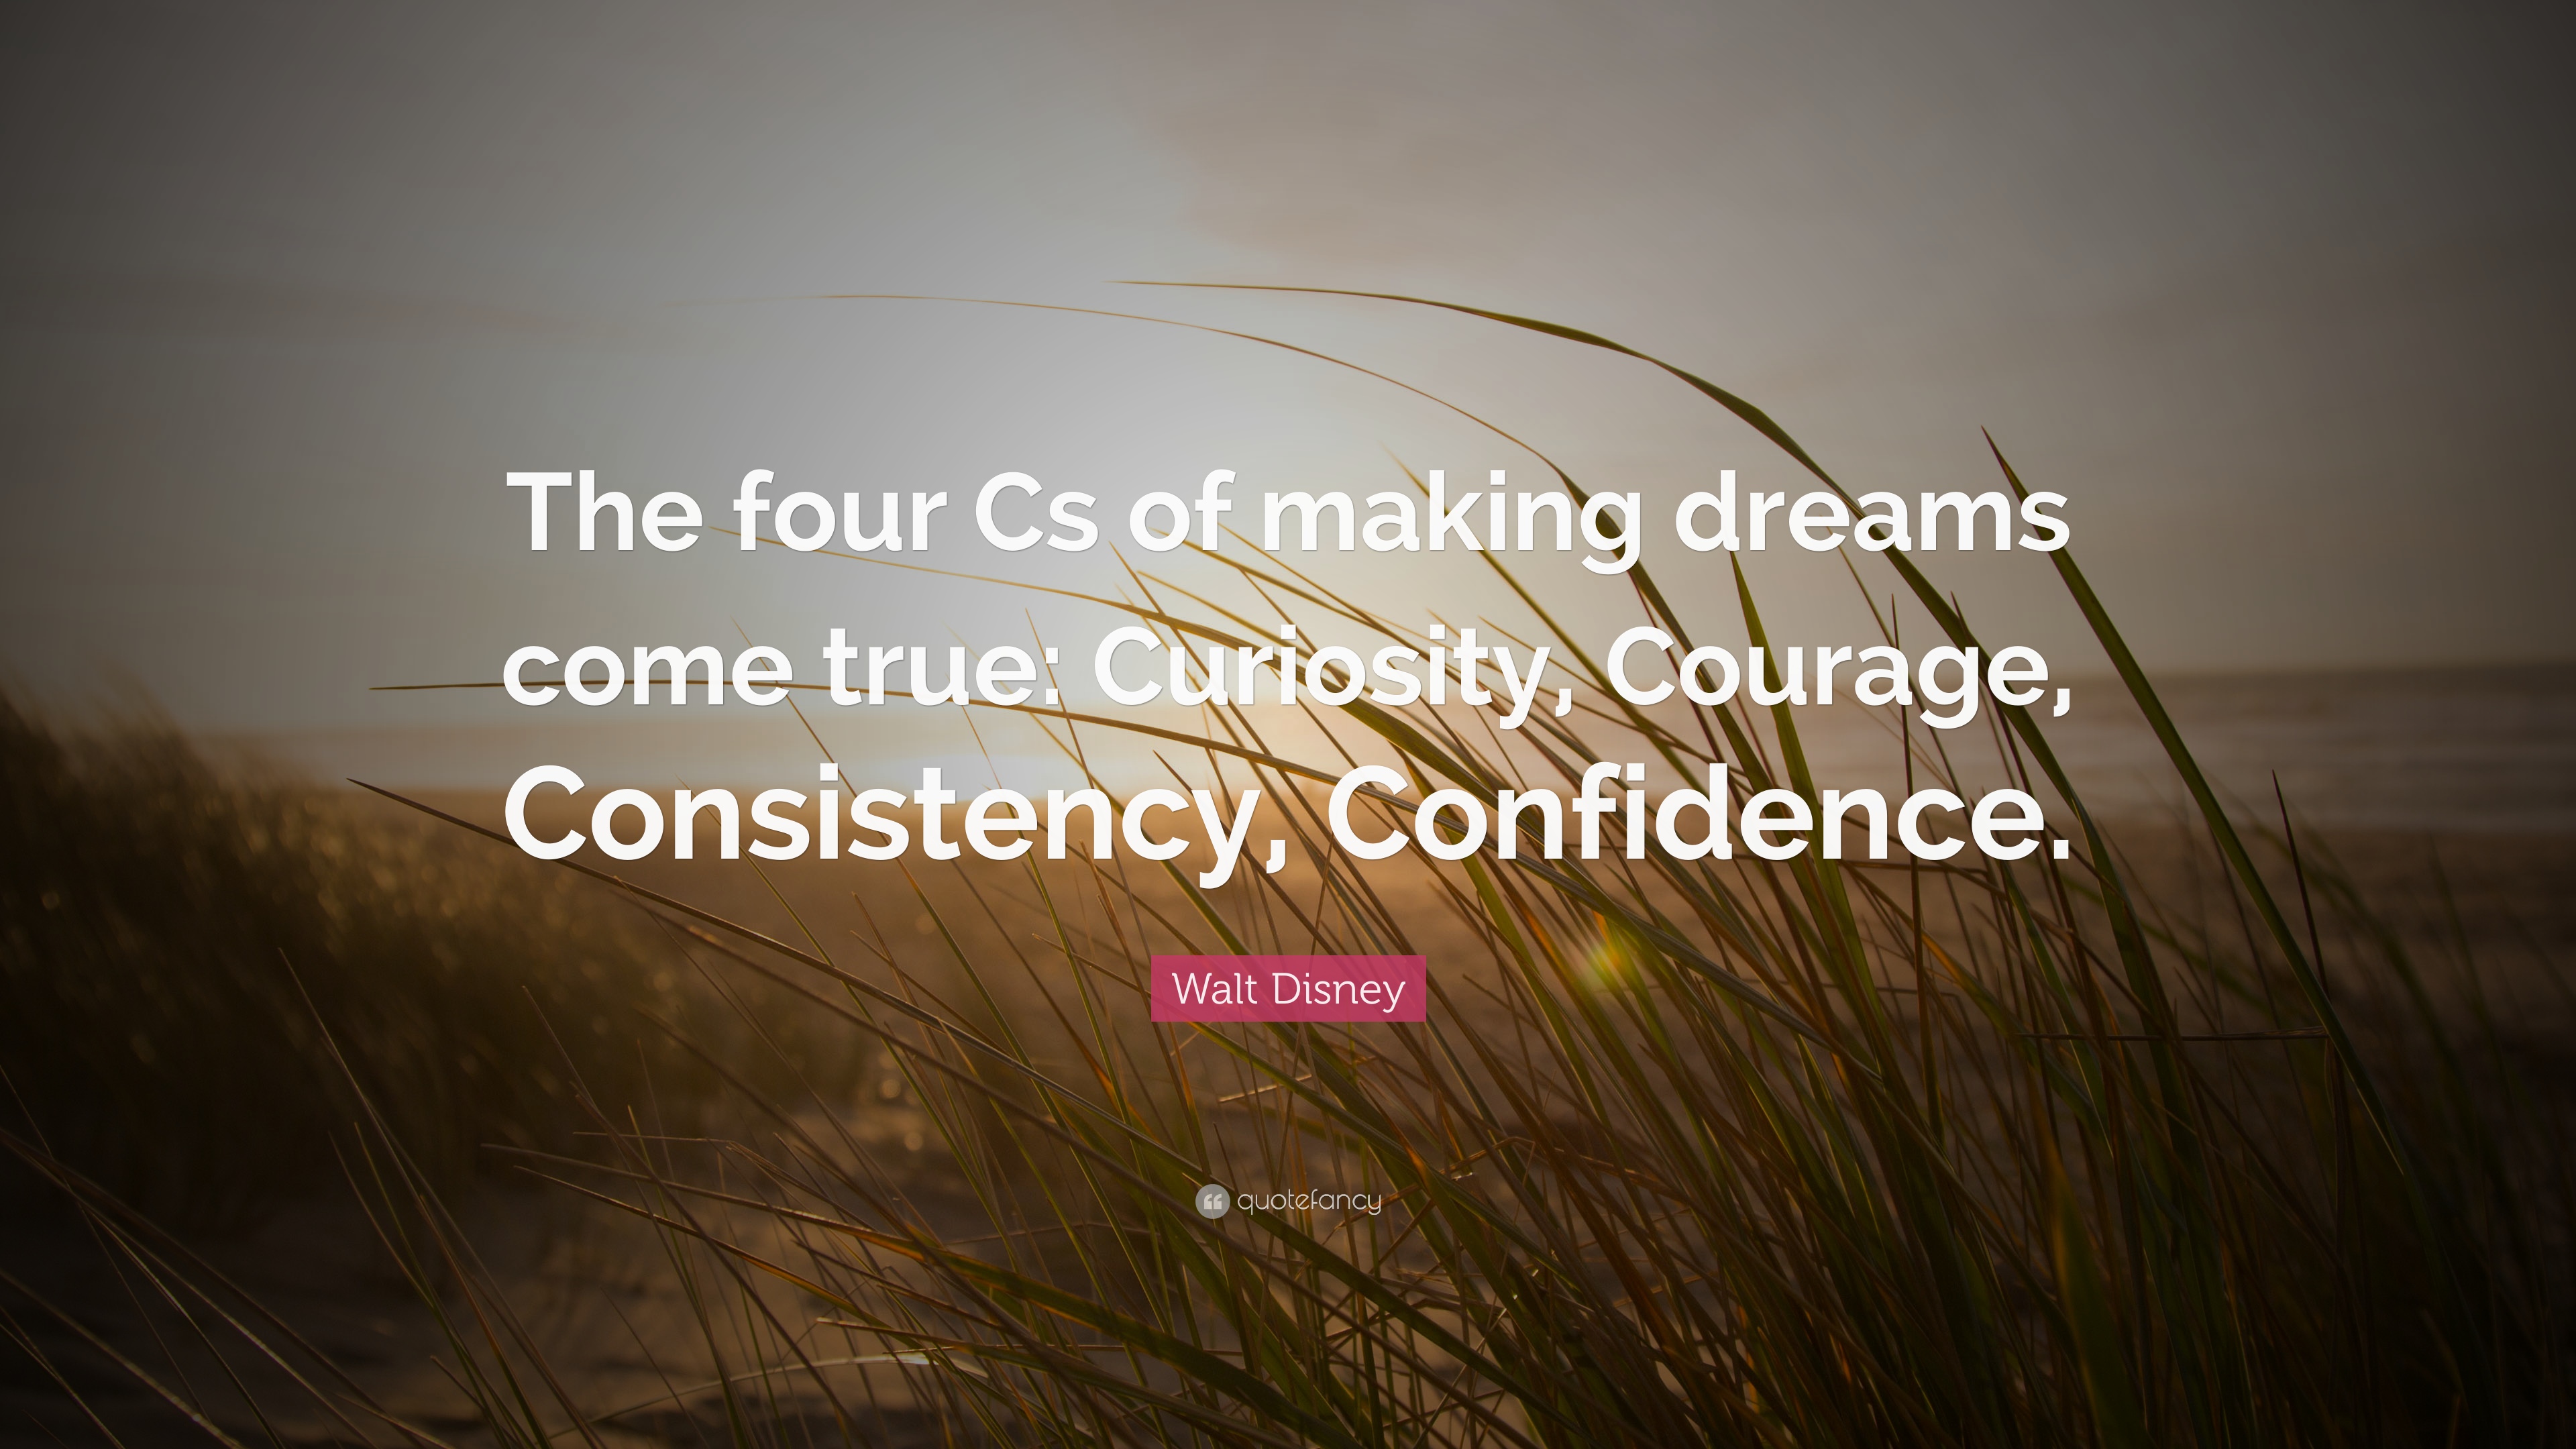 The four Cs of making dreams
come true: Curiosity, Courage,
Consistency, Confidence.
Walt Disney
quotefancy